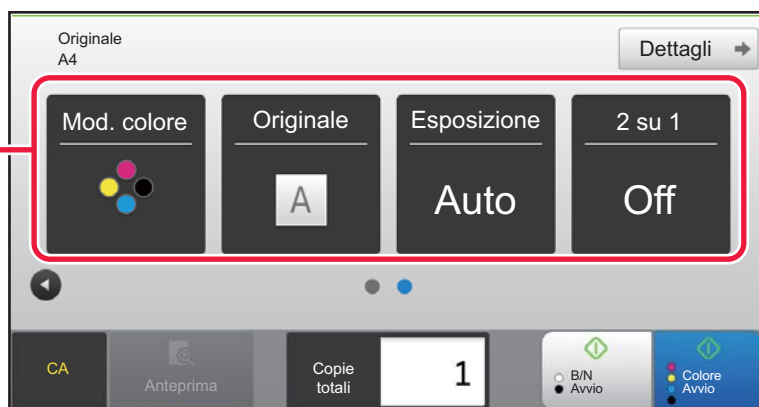 Originale
A4
Dettagli
Mod. colore
Originale
Esposizione
2 su 1
A
Auto
Off
CA
Anteprima
Copie
totali
1
B/N
Avvio
Colore
Avvio